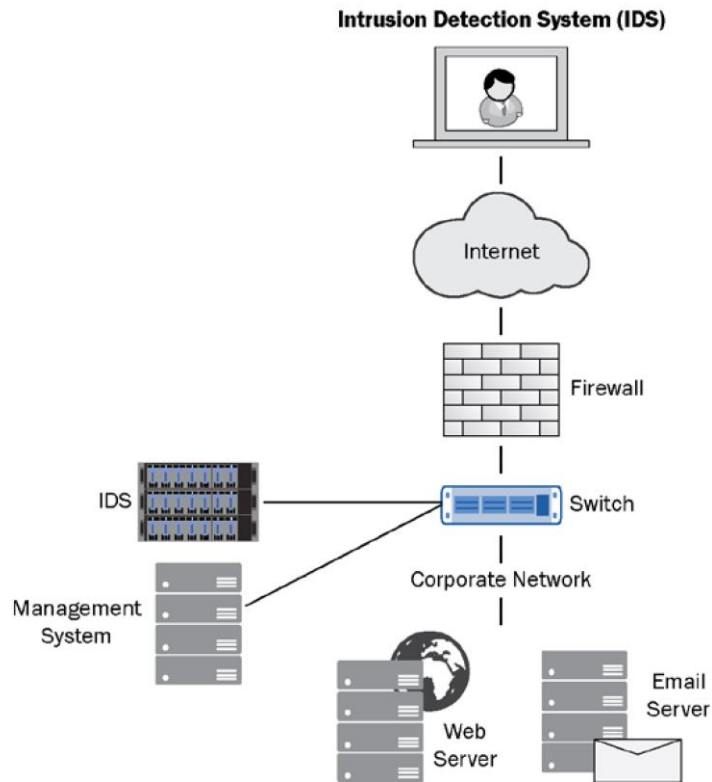 Intrusion Detection System (IDS)
Internet
Firewall
IDS
Switch
Corporate Network
Management
System
Web
Server
Email
Server